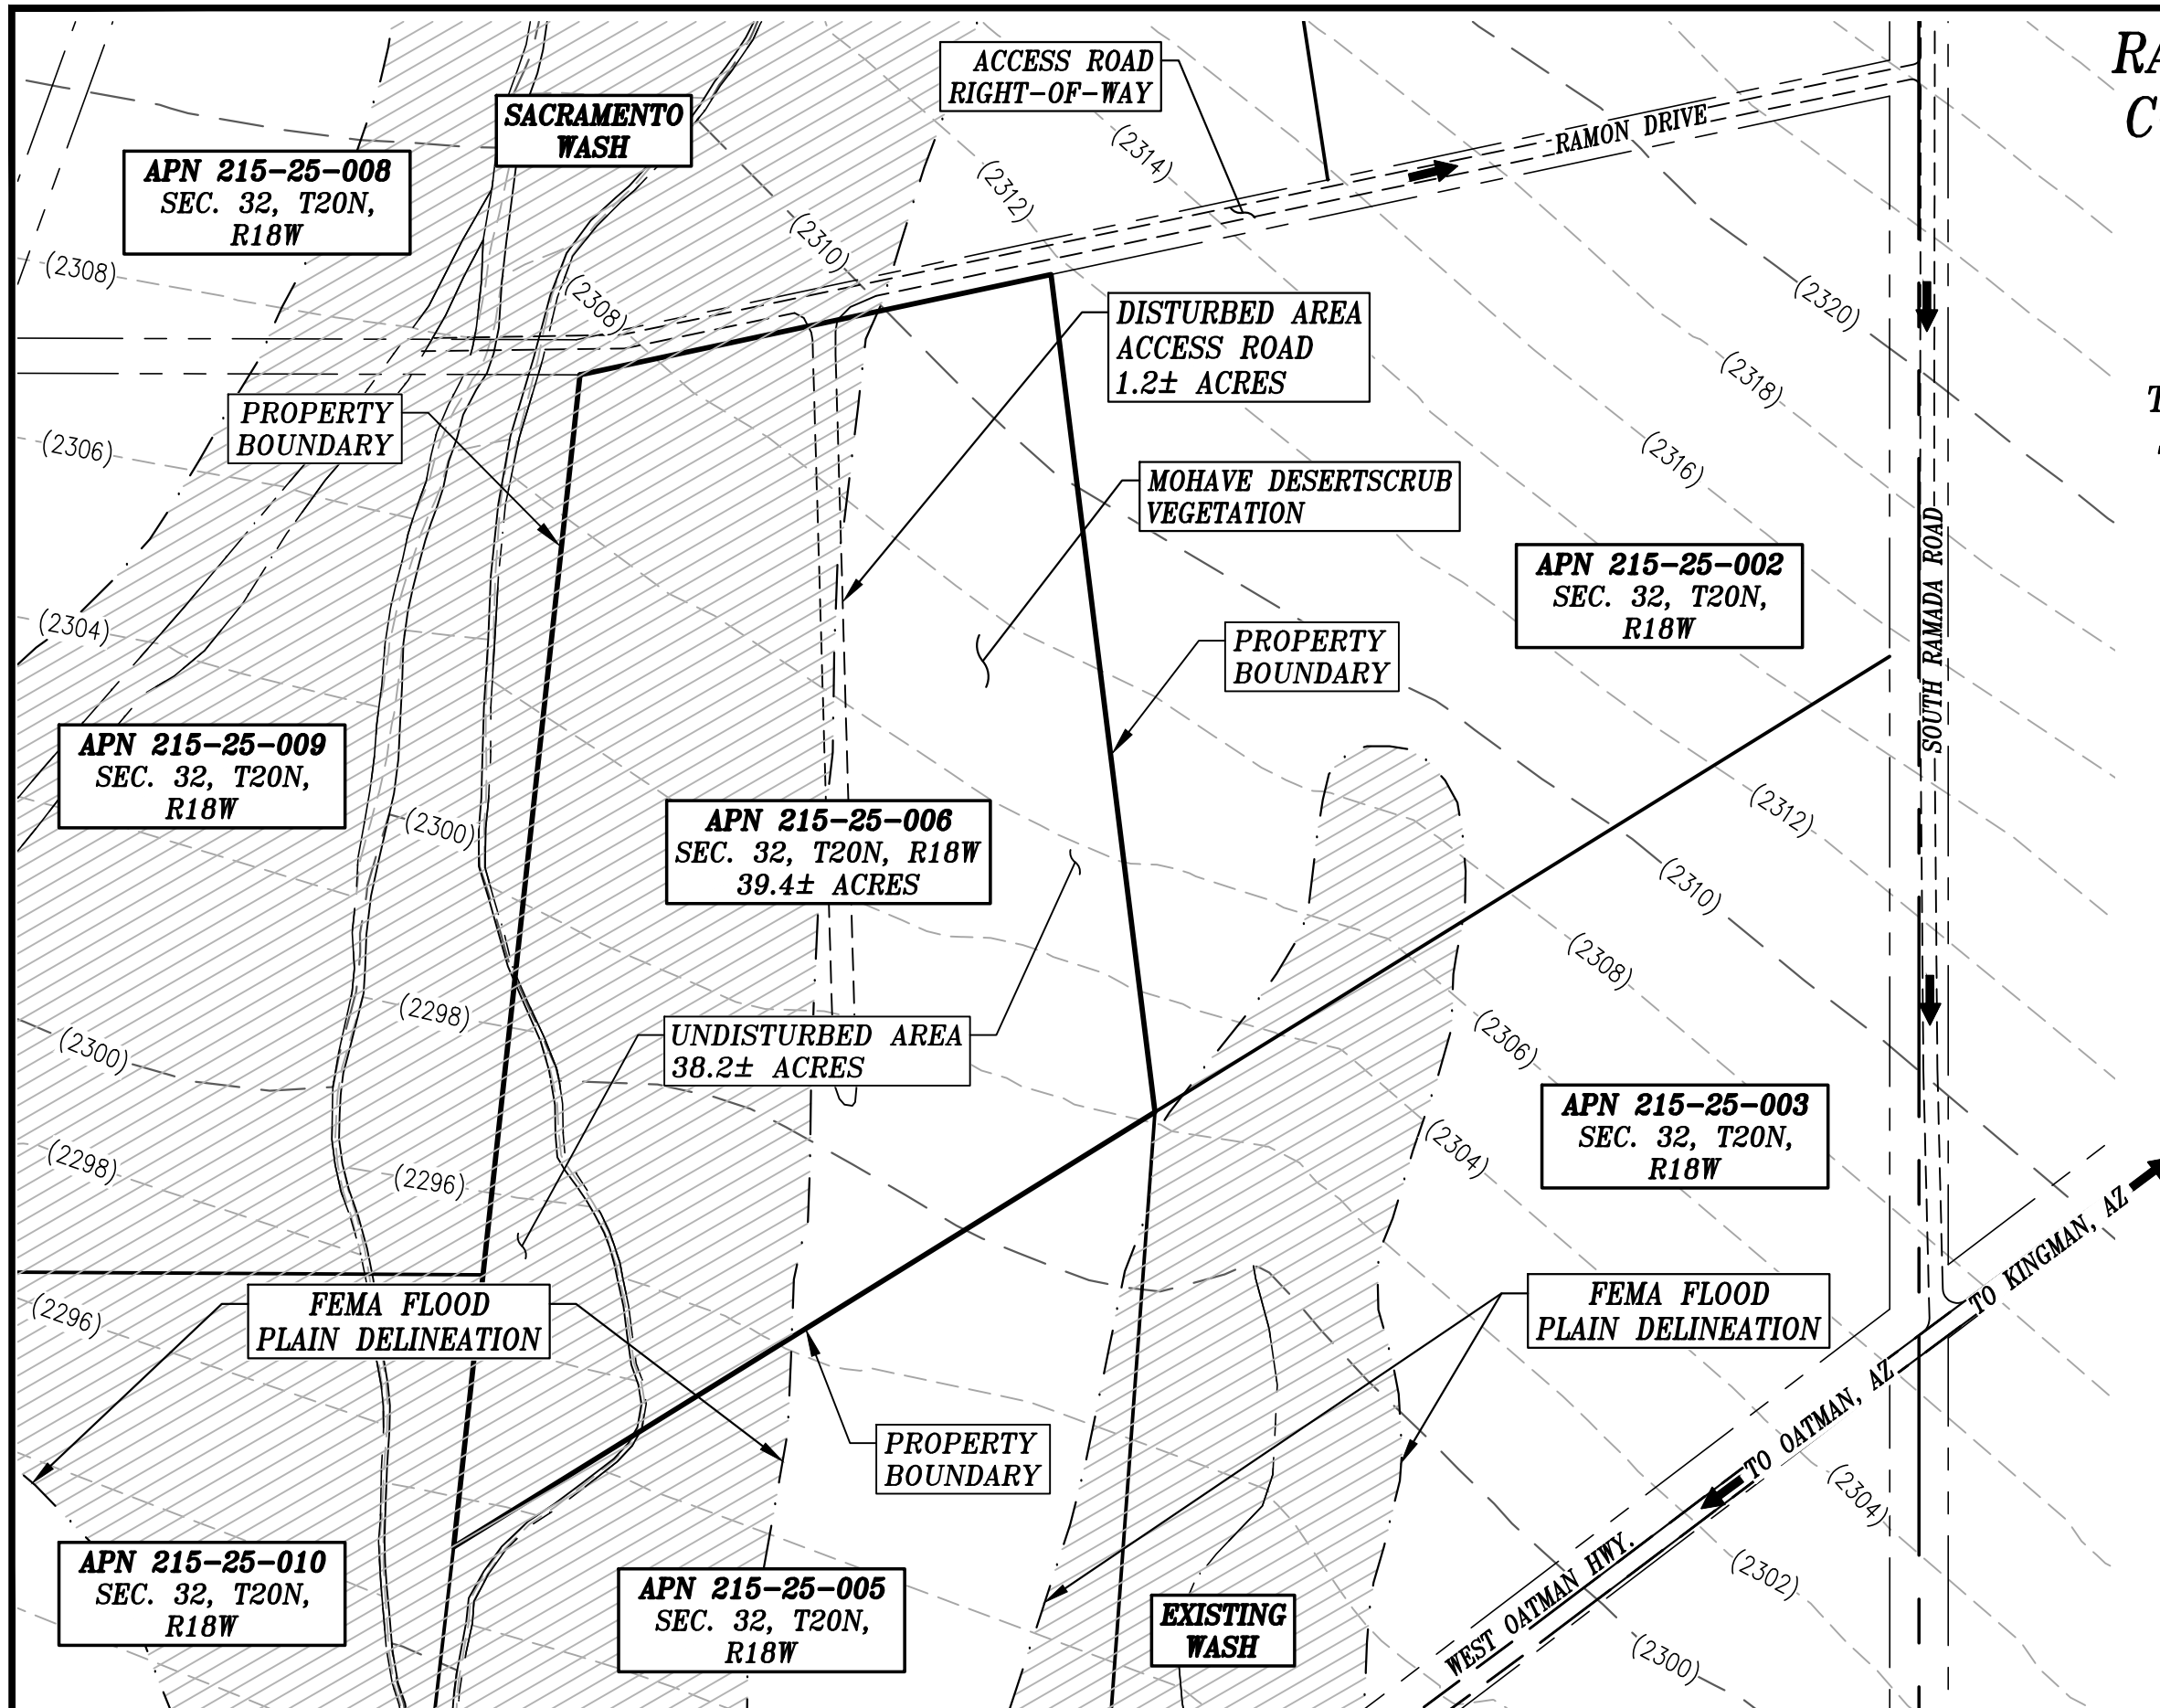 ACCESS ROAD
RIGHT-OF-WAY
RA
C
SACRAMENTO
WASH
RAMON DRIVE
(2314)
(2312)
APN 215-25-008
SEC. 32, T20N,
R18W
(2310)
(2308)
(2308)
(2320)
DISTURBED AREA
ACCESS ROAD
1.2± ACRES
(2318)
T
PROPERTY
BOUNDARY
(2306)
(2316)
MOHAVE DESERTSCRUB
VEGETATION
SOUTH RAMADA ROAD
APN 215-25-002
SEC. 32, T20N,
R18W
(2304)
PROPERTY
BOUNDARY
APN 215-25-009
SEC. 32, T20N,
R18W
(2300)
APN 215-25-006
SEC. 32, T20N, R18W
39.4± ACRES
(2312)
(2310)
(2308)
(2298)
(2300)
UNDISTURBED AREA
38.2± ACRES
(2306)
APN 215-25-003
SEC. 32, T20N,
R18W
(2304)
(2298)
(2296)
TO KINGMAN, AZ
(2296)
FEMA FLOOD
PLAIN DELINEATION
FEMA FLOOD
PLAIN DELINEATION
TO OATMAN, AZ
PROPERTY
BOUNDARY
(2304)
WEST OATMAN HWY.
(2302)
APN 215-25-010
SEC. 32, T20N,
R18W
APN 215-25-005
SEC. 32, T20N,
R18W
EXISTING
WASH
(2300)